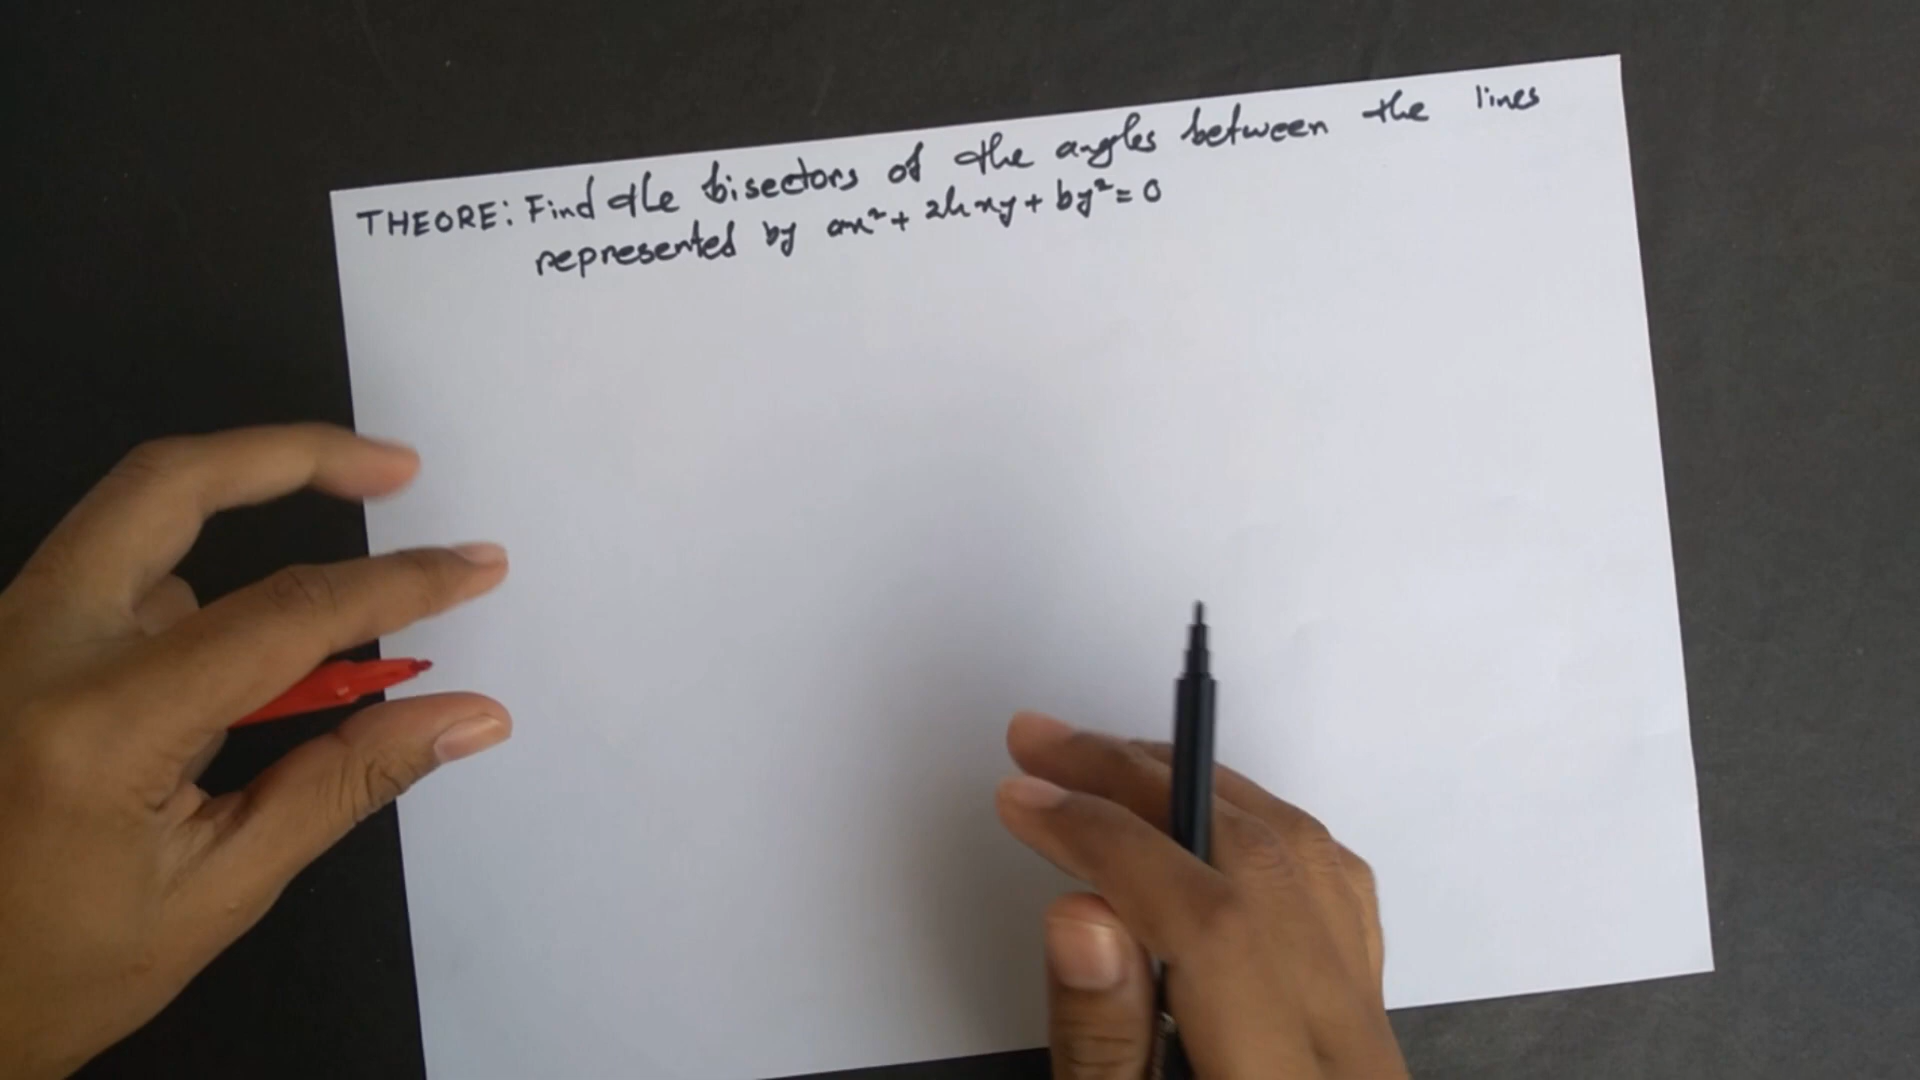 THEORE: Find the bisectors of the angles between the lines
represented by ax²+ 2hxy + by² = 0